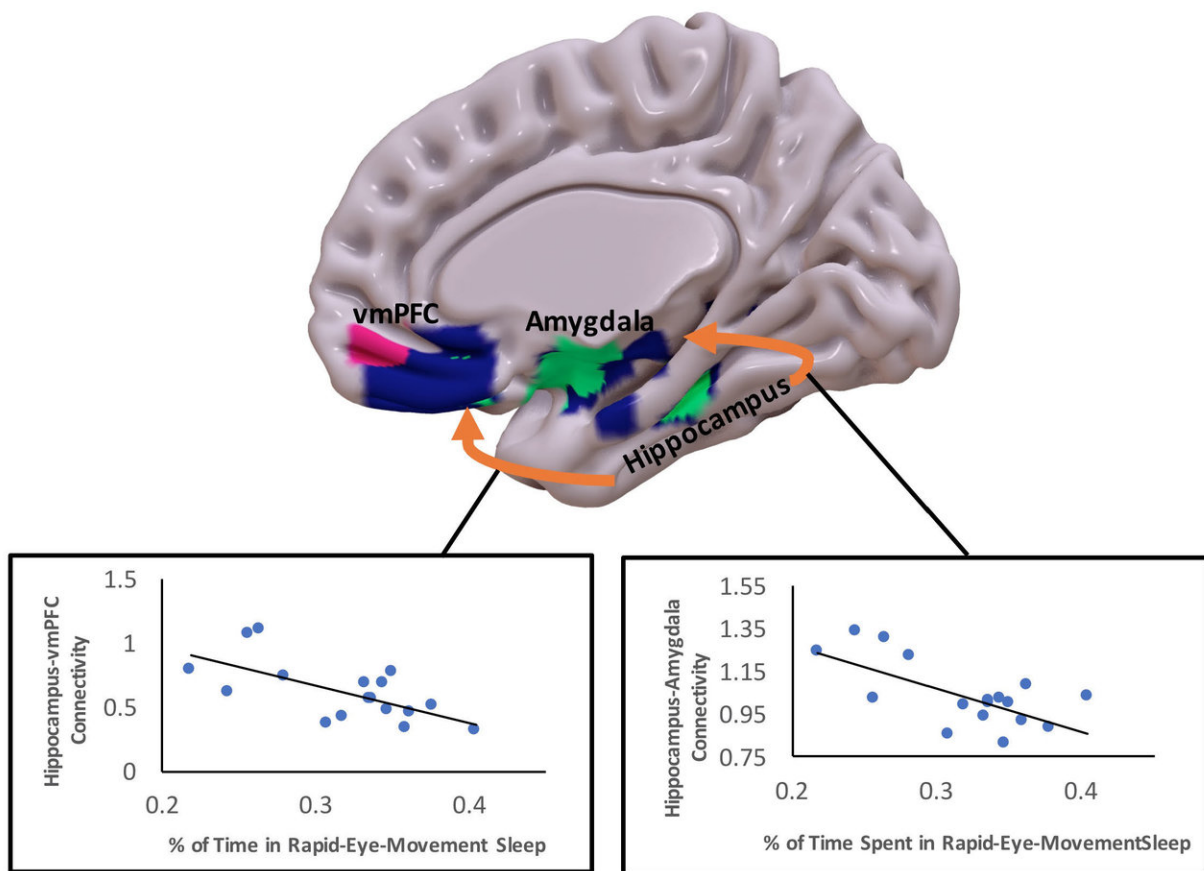 vmPFC
Amygdala
Hippocampus
Hippocampus-vmPFC
Connectivity
1.5
1
0.5
0
0.2
0.3
0.4
% of Time in Rapid-Eye-Movement Sleep
Hippocampus-Amygdala
Connectivity
1.55
1.35
1.15
0.95
0.75
0.2
0.3
0.4
% of Time Spent in Rapid-Eye-MovementSleep